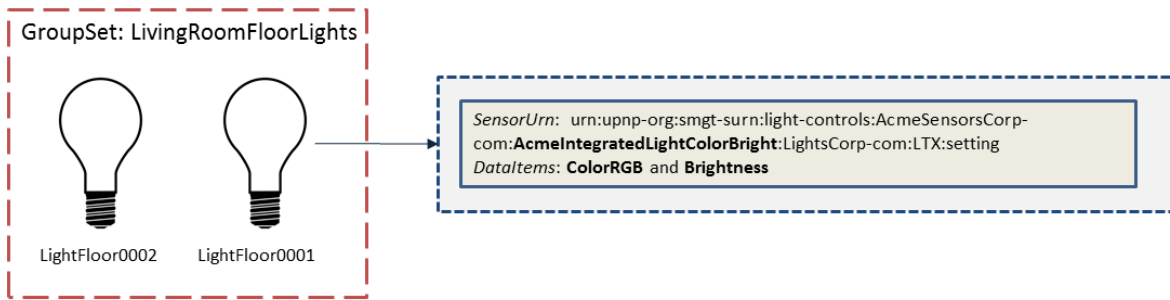 GroupSet: LivingRoomFloorLights
LightFloor0002
LightFloor0001
SensorUrn: urn:upnp-org:smgt-surn:light-controls:AcmeSensorsCorp-
com:AcmeIntegratedLightColorBright:LightsCorp-com:LTX:setting
DataItems: ColorRGB and Brightness